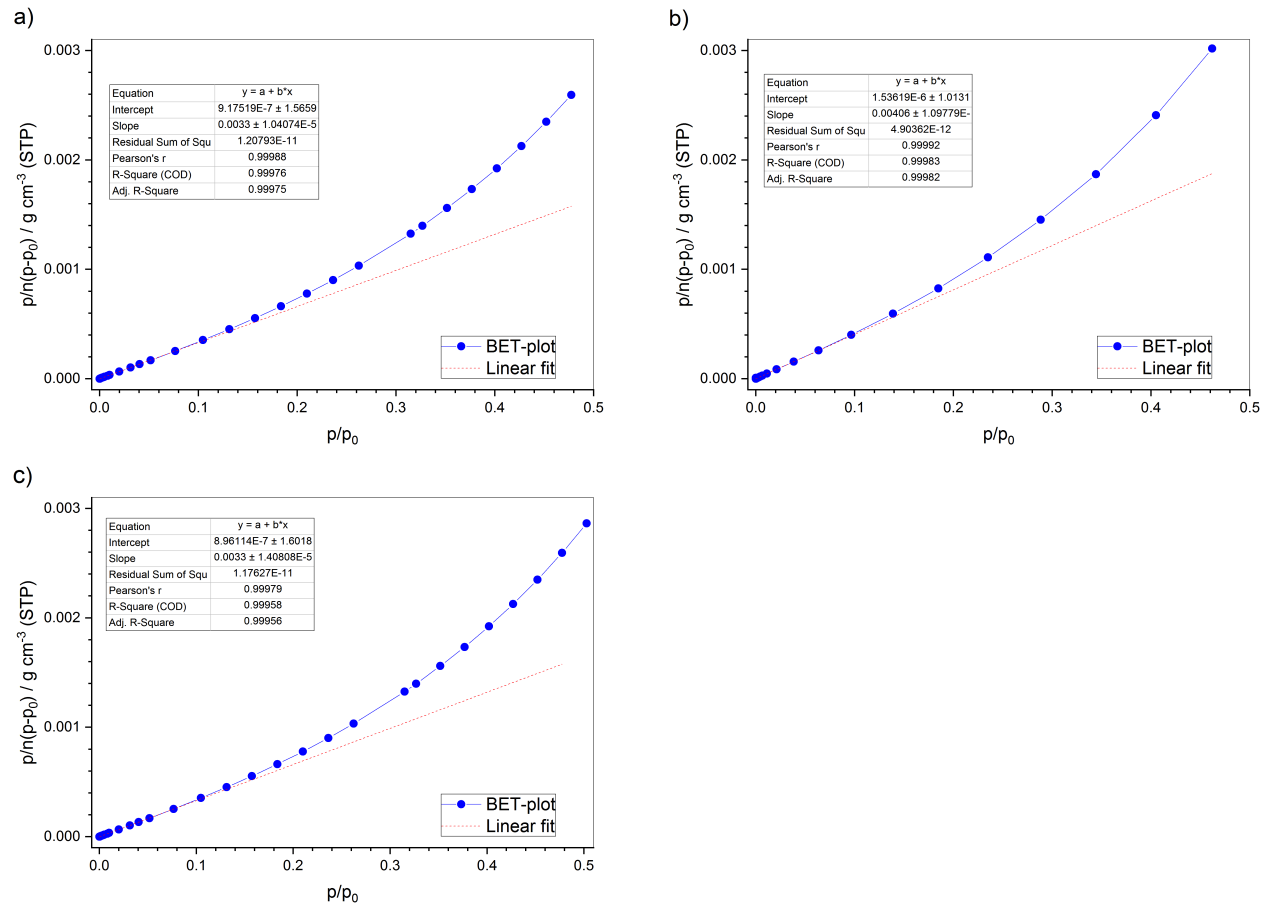 a)
0.003
0.002
0.001
0.000
p/n(p-p₀) / g cm⁻³ (STP)
Equation y = a + b*x
Intercept 9.17519E-7 ± 1.5659
Slope 0.0033 ± 1.04074E-5
Residual Sum of Squ 1.20793E-11
Pearson's r 0.99988
R-Square (COD) 0.99976
Adj. R-Square 0.99975
BET-plot
Linear fit
0.0 0.1 0.2 0.3 0.4 0.5
p/p₀
b)
0.003
0.002
0.001
0.000
p/n(p-p₀) / g cm⁻³ (STP)
Equation y = a + b*x
Intercept 1.53619E-6 ± 1.0131
Slope 0.00406 ± 1.09779E-
Residual Sum of Squ 4.90362E-12
Pearson's r 0.99992
R-Square (COD) 0.99983
Adj. R-Square 0.99982
BET-plot
Linear fit
0.0 0.1 0.2 0.3 0.4 0.5
p/p₀
c)
0.003
0.002
0.001
0.000
p/n(p-p₀) / g cm⁻³ (STP)
Equation y = a + b*x
Intercept 8.96114E-7 ± 1.6018
Slope 0.0033 ± 1.40808E-5
Residual Sum of Squ 1.17627E-11
Pearson's r 0.99979
R-Square (COD) 0.99958
Adj. R-Square 0.99956
BET-plot
Linear fit
0.0 0.1 0.2 0.3 0.4 0.5
p/p₀